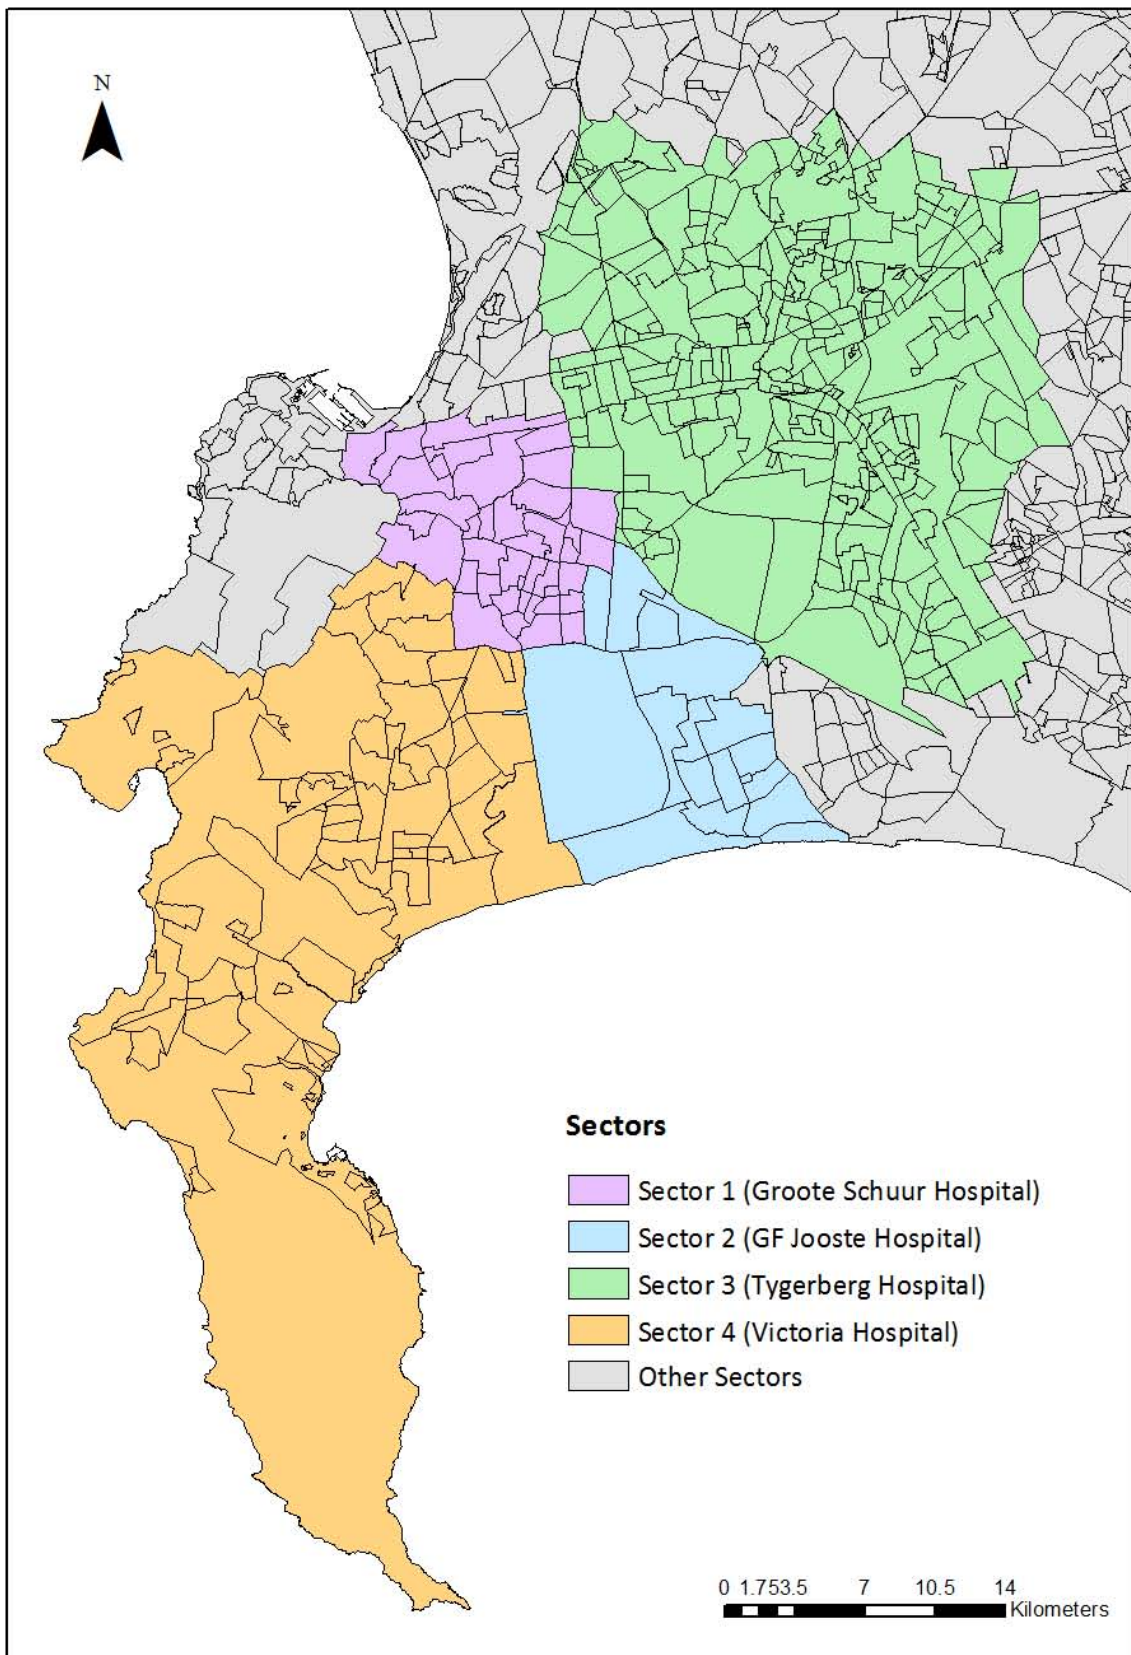 N
Sectors
Sector 1 (Groote Schuur Hospital)
Sector 2 (GF Jooste Hospital)
Sector 3 (Tygerberg Hospital)
Sector 4 (Victoria Hospital)
Other Sectors
0 1.753.5 7 10.5 14
Kilometers